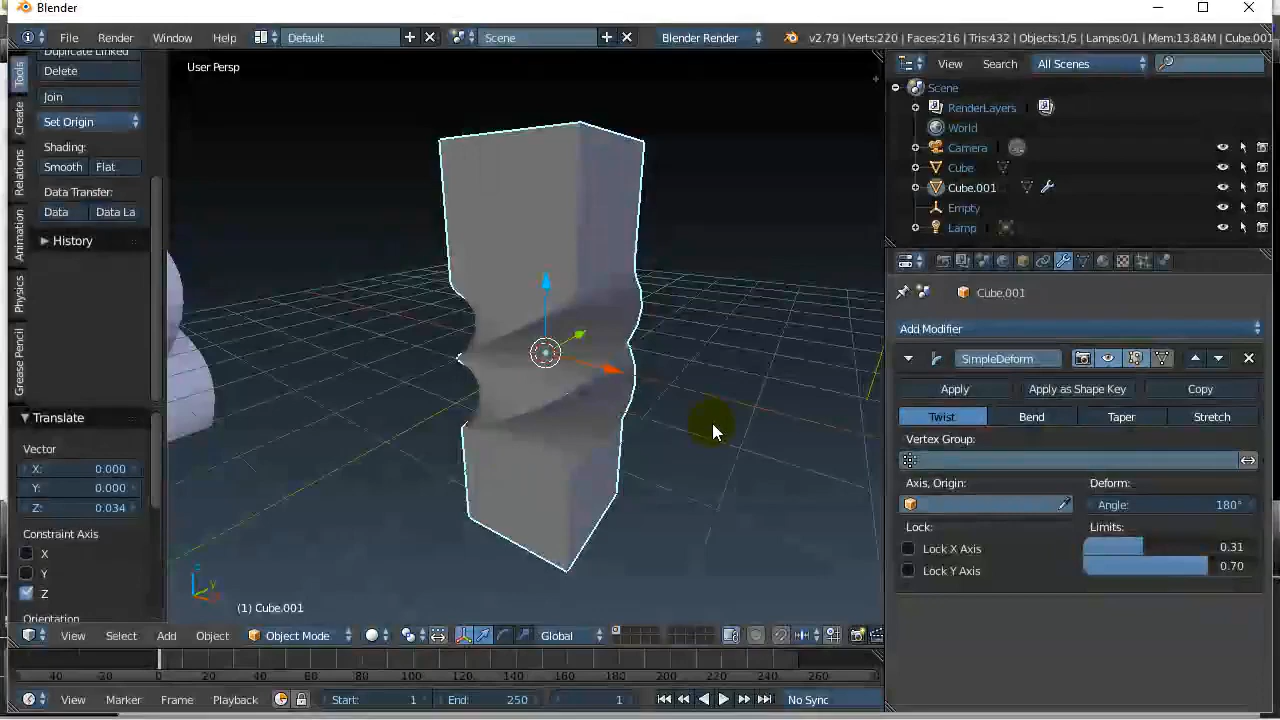 Blender
File Render Window Help Default Scene Blender Render v2.79 | Verts:220 | Faces:216 | Tris:432 | Objects:1/5 | Lamps:0/1 | Mem:13.84M | Cube.001
Duplicate Linked
Delete
Join
Set Origin
Shading:
Smooth Flat
Data Transfer:
Data Data La
History
Tools
Create
Relations
Animation
Physics
Grease Pencil
Translate
Vector
X: 0.000
Y: 0.000
Z: 0.034
Constraint Axis
X
Y
Z
Orientation
User Persp
(1) Cube.001
View Search All Scenes
Scene
RenderLayers
World
Camera
Cube
Cube.001
Empty
Lamp
Cube.001
Add Modifier
SimpleDeform
Apply Apply as Shape Key Copy
Twist Bend Taper Stretch
Vertex Group:
Axis, Origin: Deform:
Angle: 180°
Lock: Limits:
Lock X Axis 0.31
Lock Y Axis 0.70
View Select Add Object Object Mode Global
-40 -20 0 20 40 60 80 100 120 140 160 180 200 220 240 260
View Marker Frame Playback Start: 1 End: 250 1 No Sync